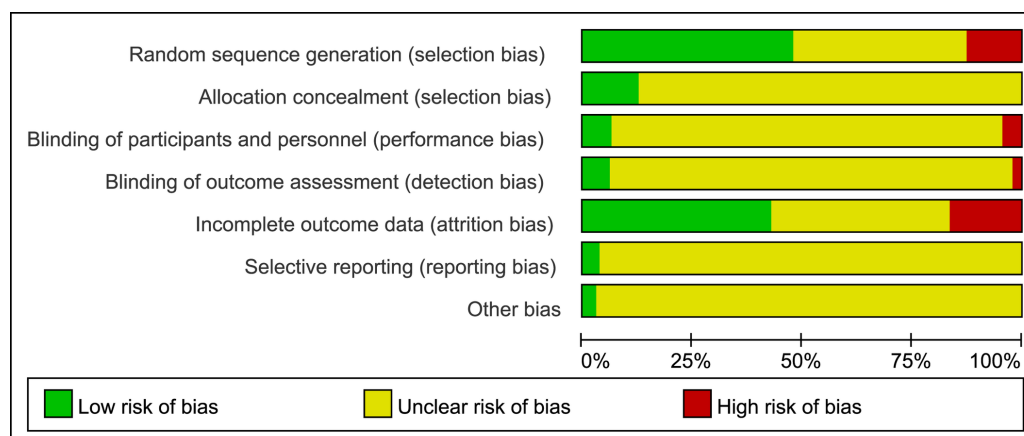 Random sequence generation (selection bias)
Allocation concealment (selection bias)
Blinding of participants and personnel (performance bias)
Blinding of outcome assessment (detection bias)
Incomplete outcome data (attrition bias)
Selective reporting (reporting bias)
Other bias
0% 25% 50% 75% 100%
Low risk of bias Unclear risk of bias High risk of bias